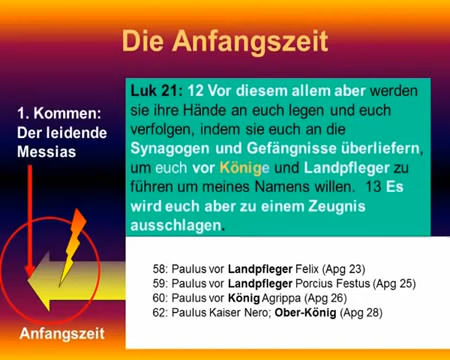 Die Anfangszeit
1. Kommen:
Der leidende
Messias
Luk 21: 12 Vor diesem allem aber werden
sie ihre Hände an euch legen und euch
verfolgen, indem sie euch an die
Synagogen und Gefängnisse überliefern,
um euch vor Könige und Landpfleger zu
führen um meines Namens willen. 13 Es
wird euch aber zu einem Zeugnis
ausschlagen.
58: Paulus vor Landpfleger Felix (Apg 23)
59: Paulus vor Landpfleger Porcius Festus (Apg 25)
60: Paulus vor König Agrippa (Apg 26)
62: Paulus Kaiser Nero; Ober-König (Apg 28)
Anfangszeit